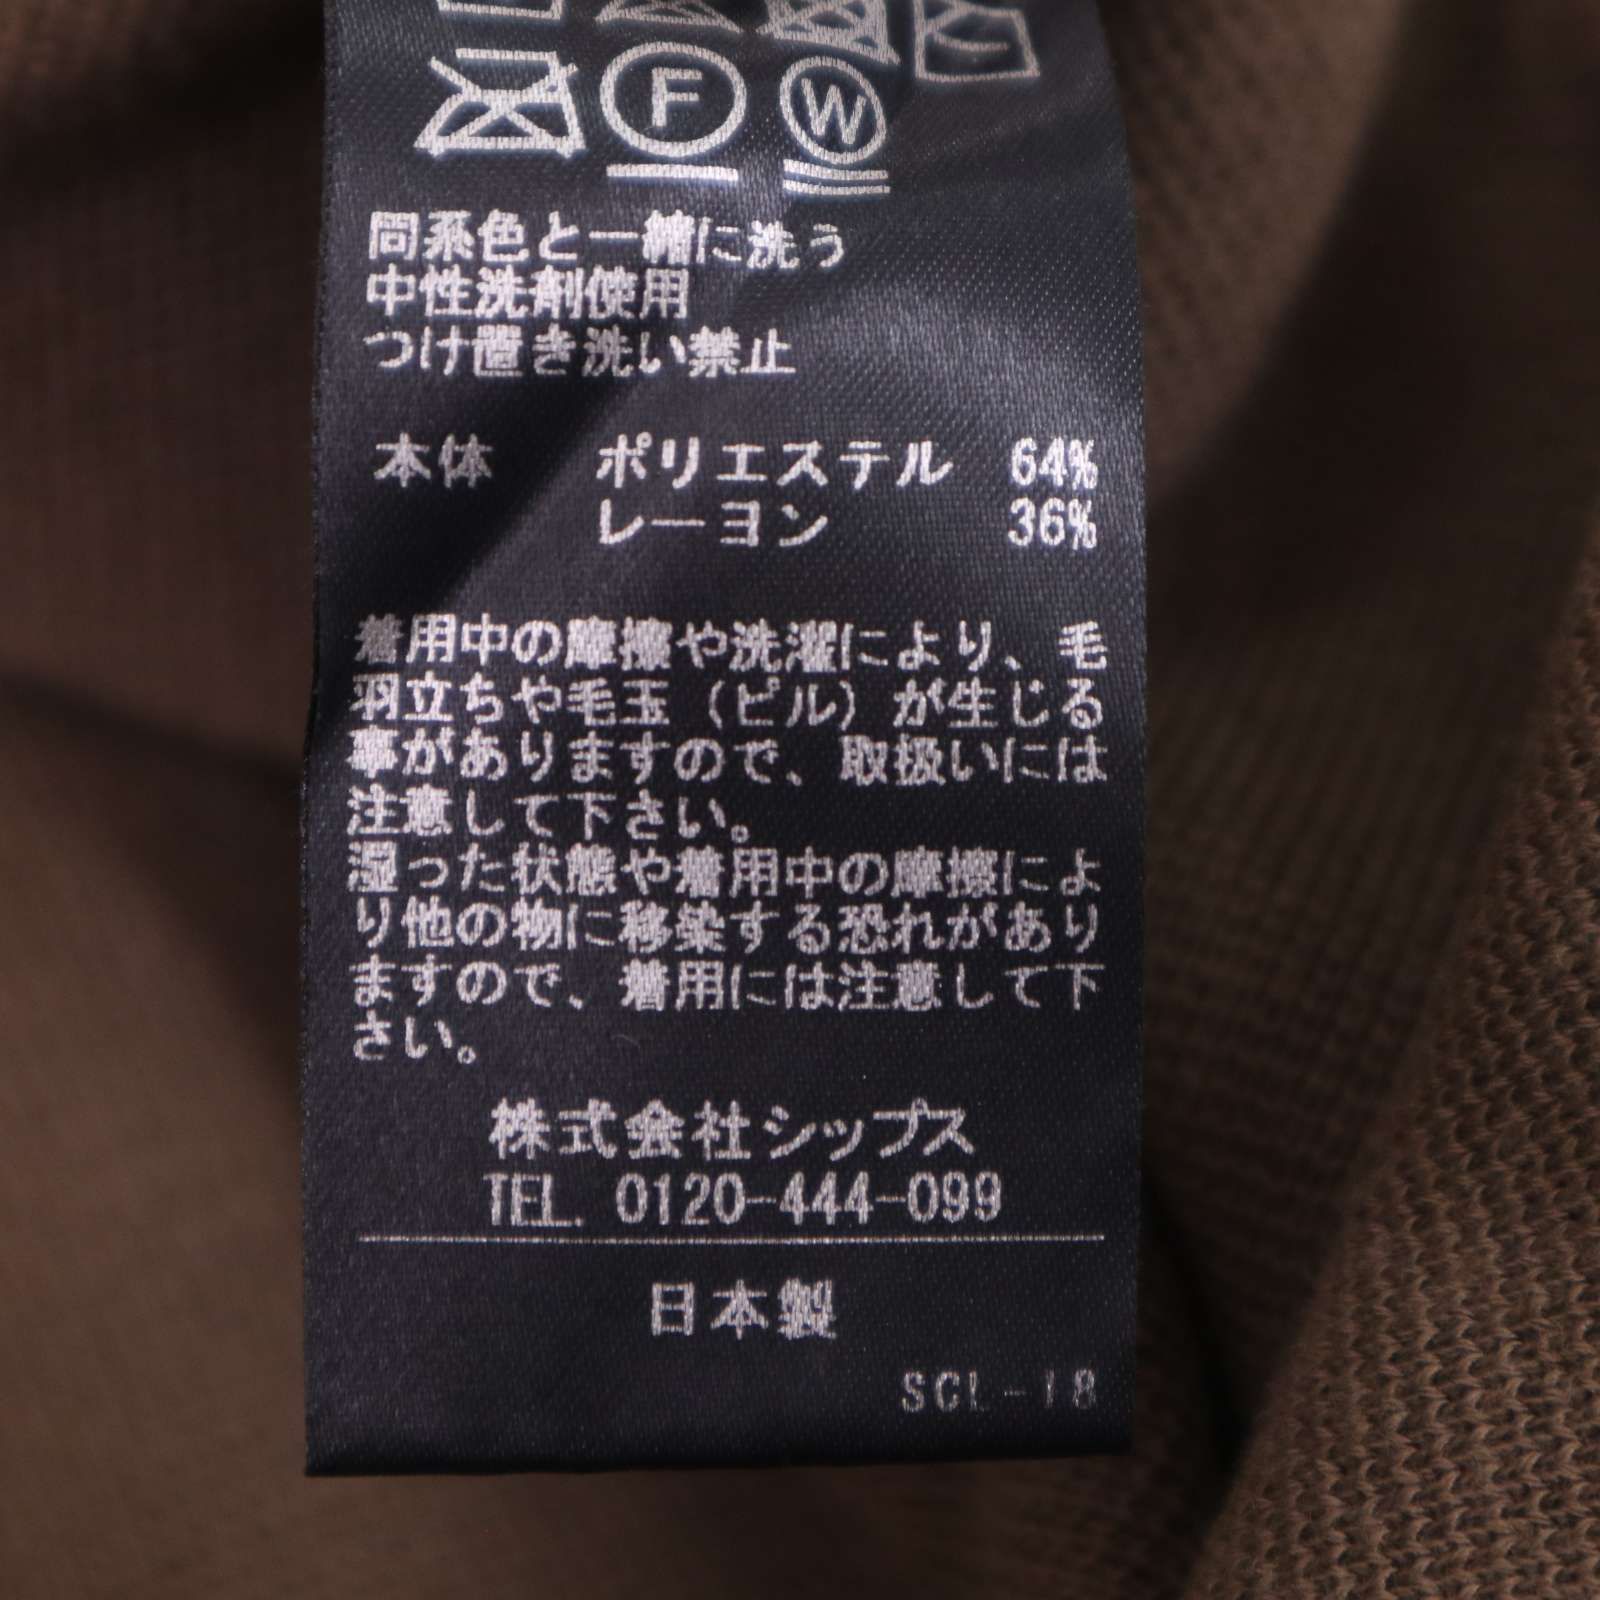 F W
同系色と一緒に洗う
中性洗剤使用
つけ置き洗い禁止
本体 ポリエステル 64%
レーヨン 36%
着用中の摩擦や洗濯により、毛
羽立ちや毛玉（ピル）が生じる
事がありますので、取扱いには
注意して下さい。
湿った状態や着用中の摩擦によ
り他の物に移染する恐れがあり
ますので、着用には注意して下
さい。
株式会社シップス
TEL. 0120-444-099
日本製
SCL-18